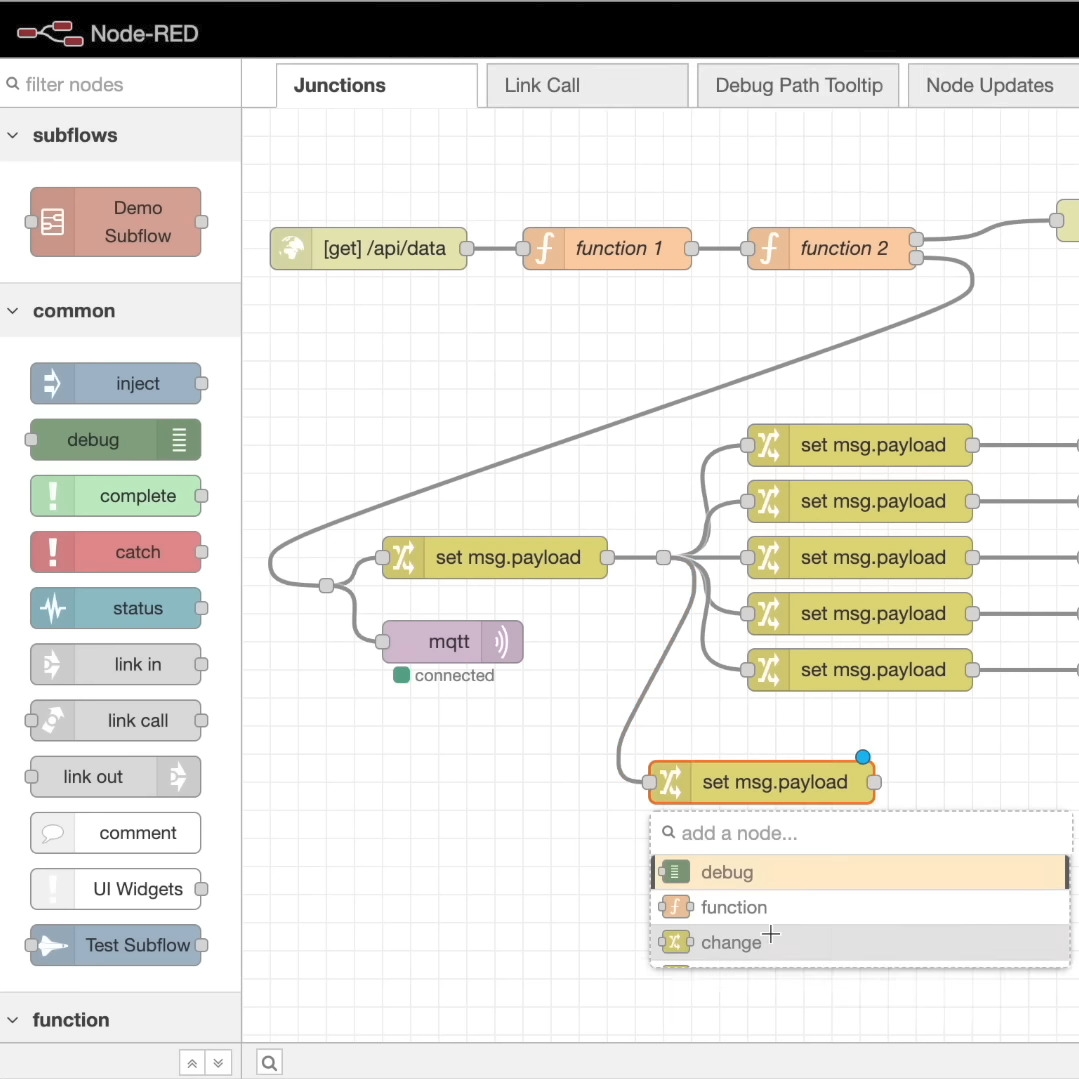 Node-RED
filter nodes
Junctions
Link Call
Debug Path Tooltip
Node Updates
subflows
Demo
Subflow
common
inject
debug
complete
catch
status
link in
link call
link out
comment
UI Widgets
Test Subflow
function
[get] /api/data
function 1
function 2
set msg.payload
set msg.payload
set msg.payload
set msg.payload
set msg.payload
set msg.payload
mqtt
connected
set msg.payload
add a node...
debug
function
change